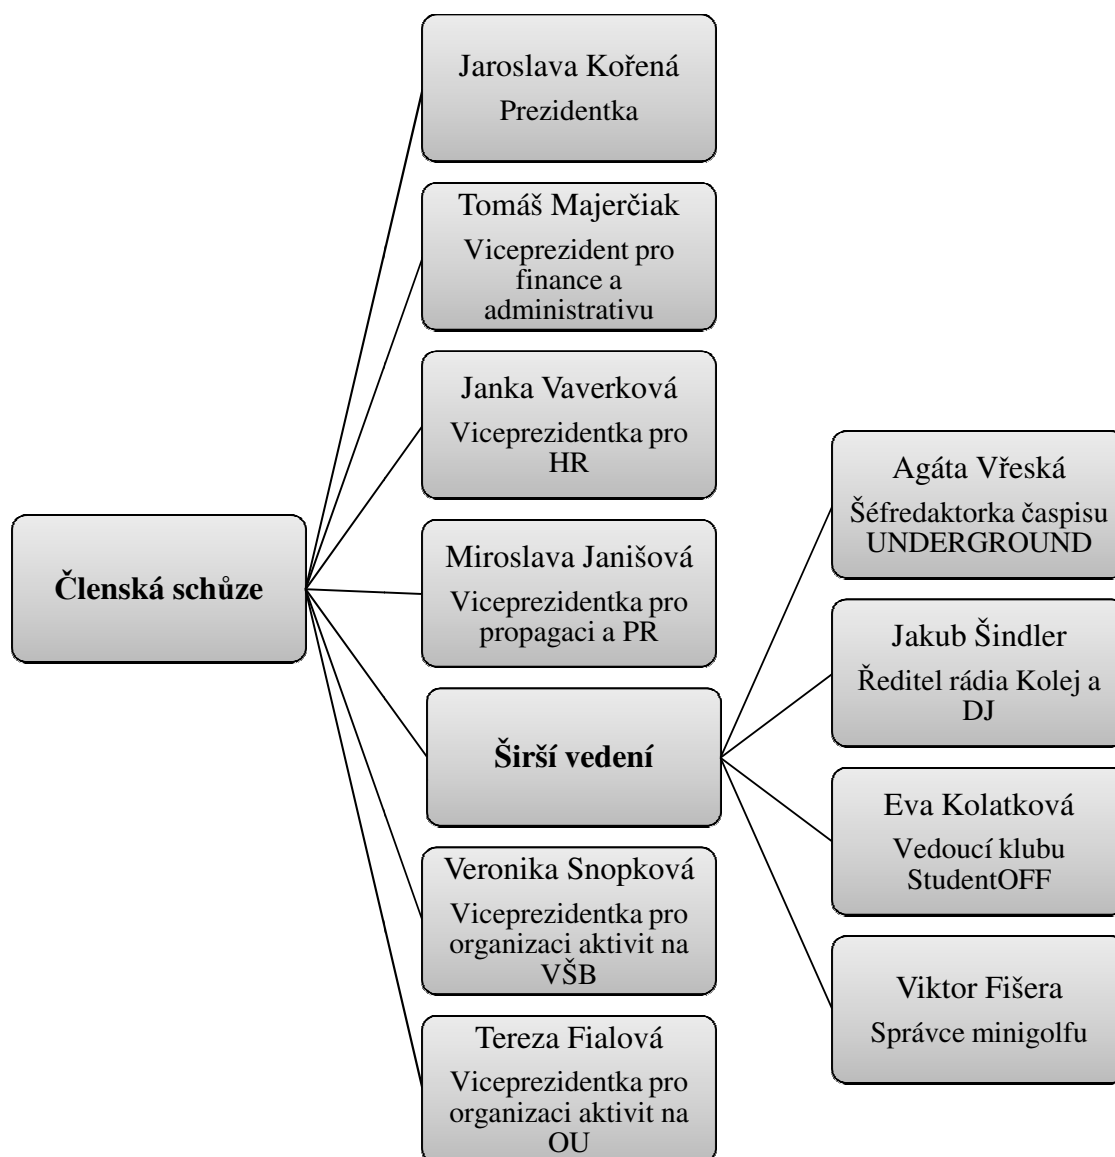 Jaroslava Kořená
Prezidentka
Tomáš Majerčiak
Viceprezident pro
finance a
administrativu
Janka Vaverková
Viceprezidentka pro
HR
Členská schůze
Miroslava Janišová
Viceprezidentka pro
propagaci a PR
Širší vedení
Veronika Snopková
Viceprezidentka pro
organizaci aktivit na
VŠB
Tereza Fialová
Viceprezidentka pro
organizaci aktivit na
OU
Agáta Vřeská
Šéfredaktorka časpisu
UNDERGROUND
Jakub Šindler
Ředitel rádia Kolej a
DJ
Eva Kolatková
Vedoucí klubu
StudentOFF
Viktor Fišera
Správce minigolfu